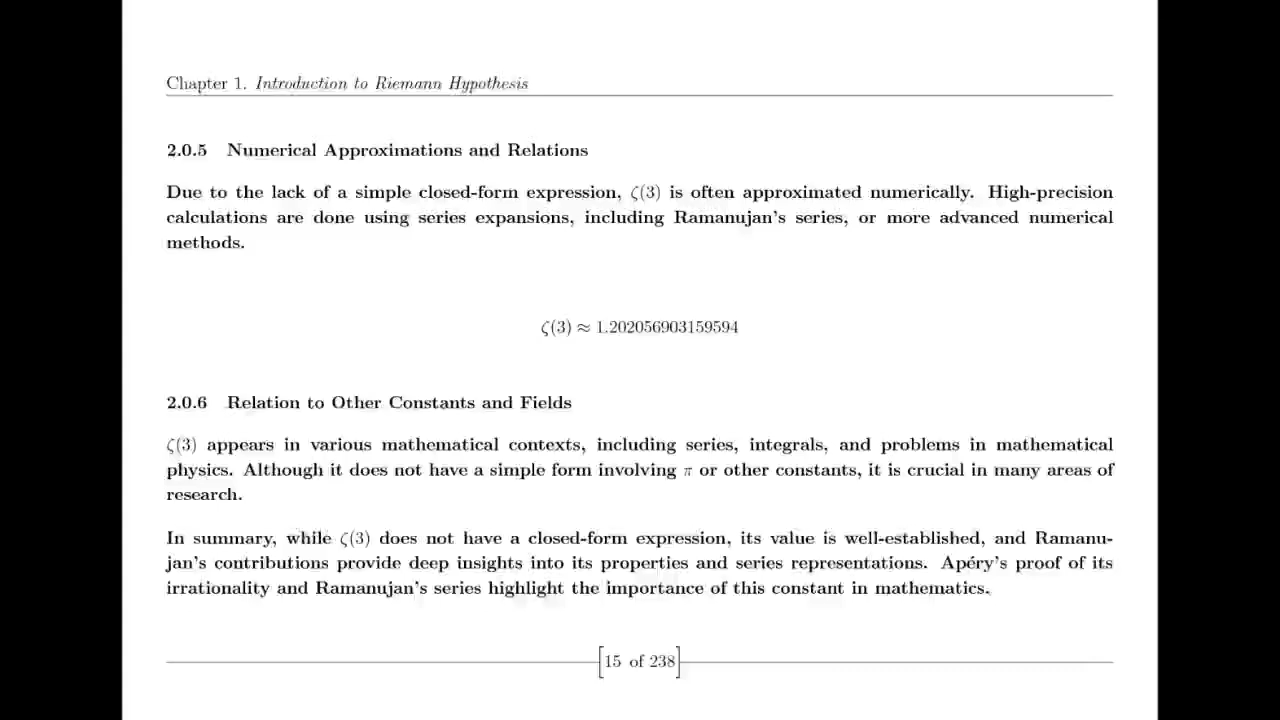 Chapter 1. Introduction to Riemann Hypothesis
2.0.5 Numerical Approximations and Relations
Due to the lack of a simple closed-form expression, ζ(3) is often approximated numerically. High-precision
calculations are done using series expansions, including Ramanujan's series, or more advanced numerical
methods.
ζ(3) ≈ 1.202056903159594
2.0.6 Relation to Other Constants and Fields
ζ(3) appears in various mathematical contexts, including series, integrals, and problems in mathematical
physics. Although it does not have a simple form involving π or other constants, it is crucial in many areas of
research.
In summary, while ζ(3) does not have a closed-form expression, its value is well-established, and Ramanu-
jan's contributions provide deep insights into its properties and series representations. Apéry's proof of its
irrationality and Ramanujan's series highlight the importance of this constant in mathematics.
[15 of 238]